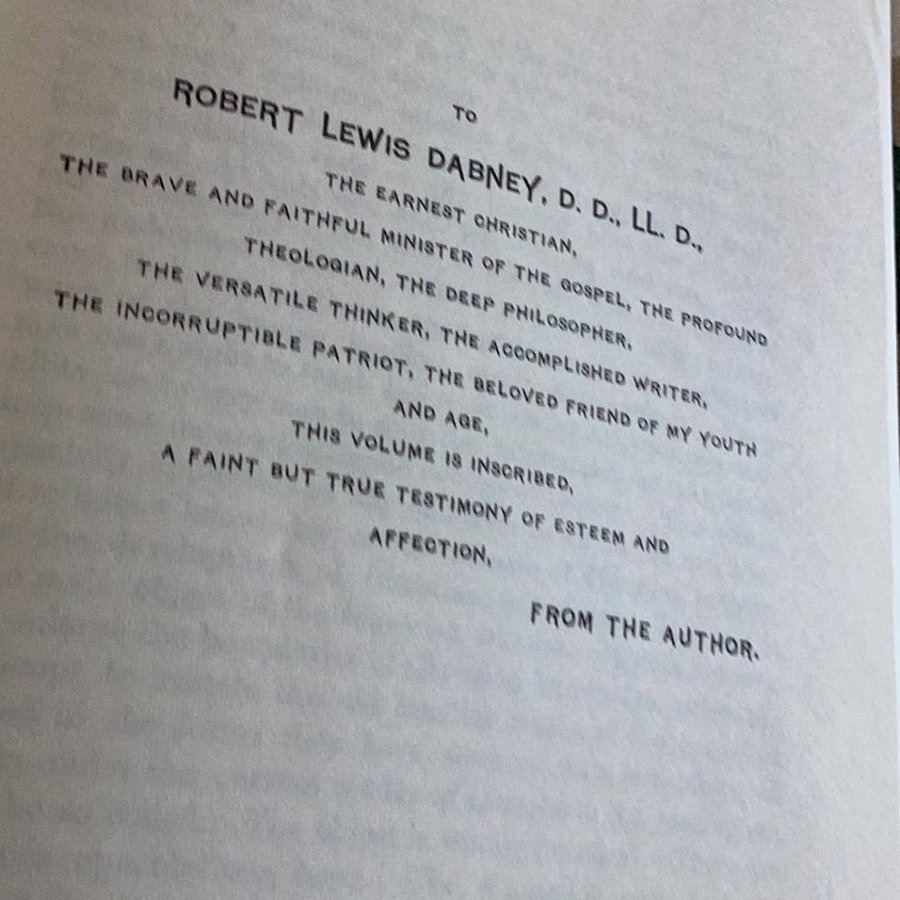 TO
ROBERT LEWIS DABNEY, D. D., LL. D.,
THE EARNEST CHRISTIAN,
THE BRAVE AND FAITHFUL MINISTER OF THE GOSPEL, THE PROFOUND
THEOLOGIAN, THE DEEP PHILOSOPHER,
THE VERSATILE THINKER, THE ACCOMPLISHED WRITER,
THE INCORRUPTIBLE PATRIOT, THE BELOVED FRIEND OF MY YOUTH
AND AGE,
THIS VOLUME IS INSCRIBED,
A FAINT BUT TRUE TESTIMONY OF ESTEEM AND
AFFECTION,
FROM THE AUTHOR.